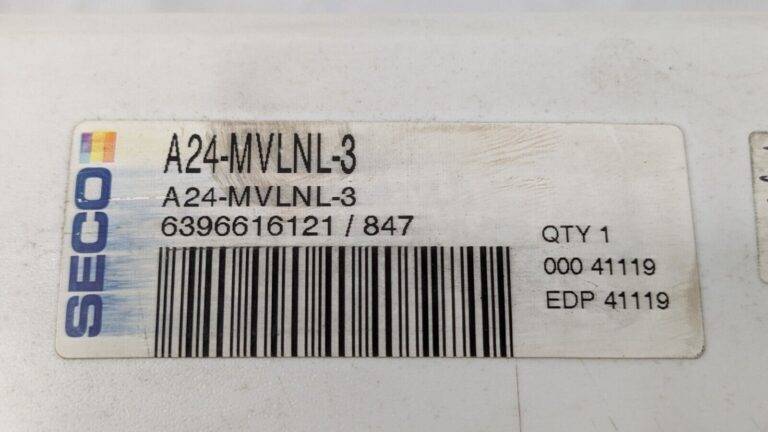 SECO
A24-MVLNL-3
A24-MVLNL-3
6396616121 / 847
QTY 1
000 41119
EDP 41119